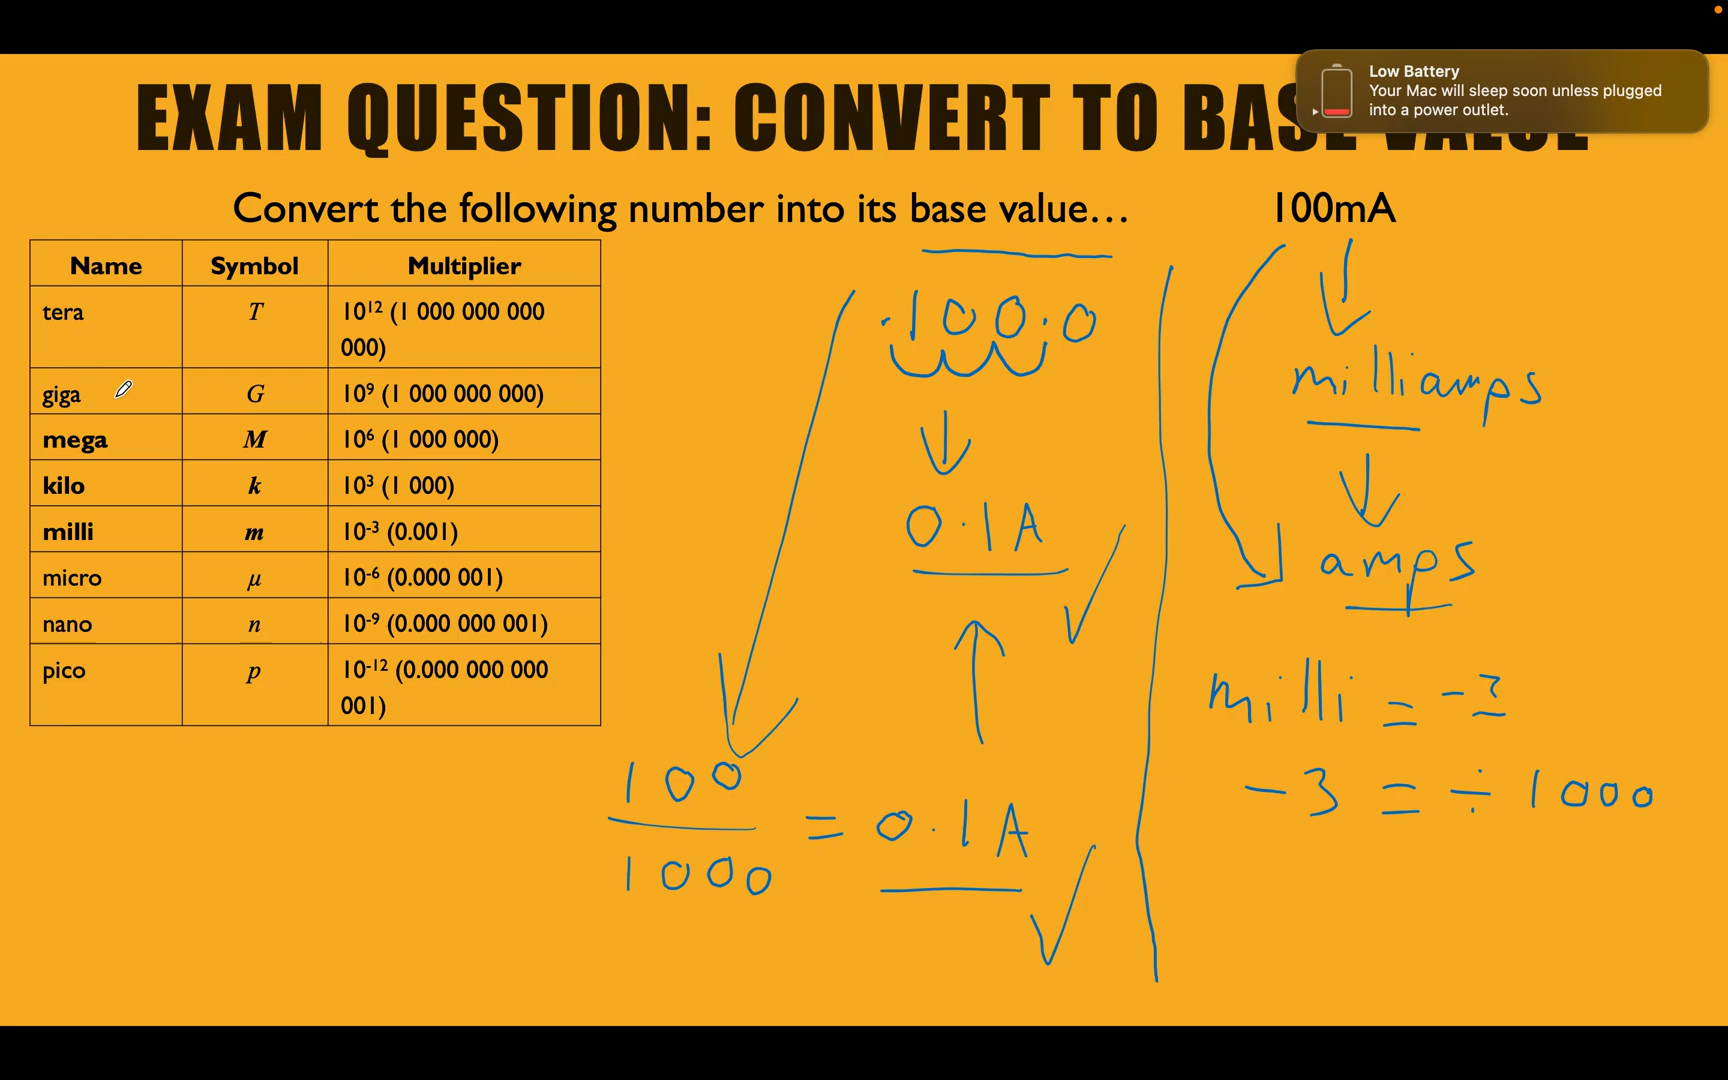 Low Battery
Your Mac will sleep soon unless plugged
into a power outlet.
EXAM QUESTION: CONVERT TO BASE VALUE
Convert the following number into its base value... 100mA
Name Symbol Multiplier
tera T 10¹² (1 000 000 000
000)
giga G 10⁹ (1 000 000 000)
mega M 10⁶ (1 000 000)
kilo k 10³ (1 000)
milli m 10⁻³ (0.001)
micro μ 10⁻⁶ (0.000 001)
nano n 10⁻⁹ (0.000 000 001)
pico p 10⁻¹² (0.000 000 000
001)
.100.0
0.1A
100
1000
= 0.1A
milliamps
amps
milli = -3
-3 = ÷ 1000